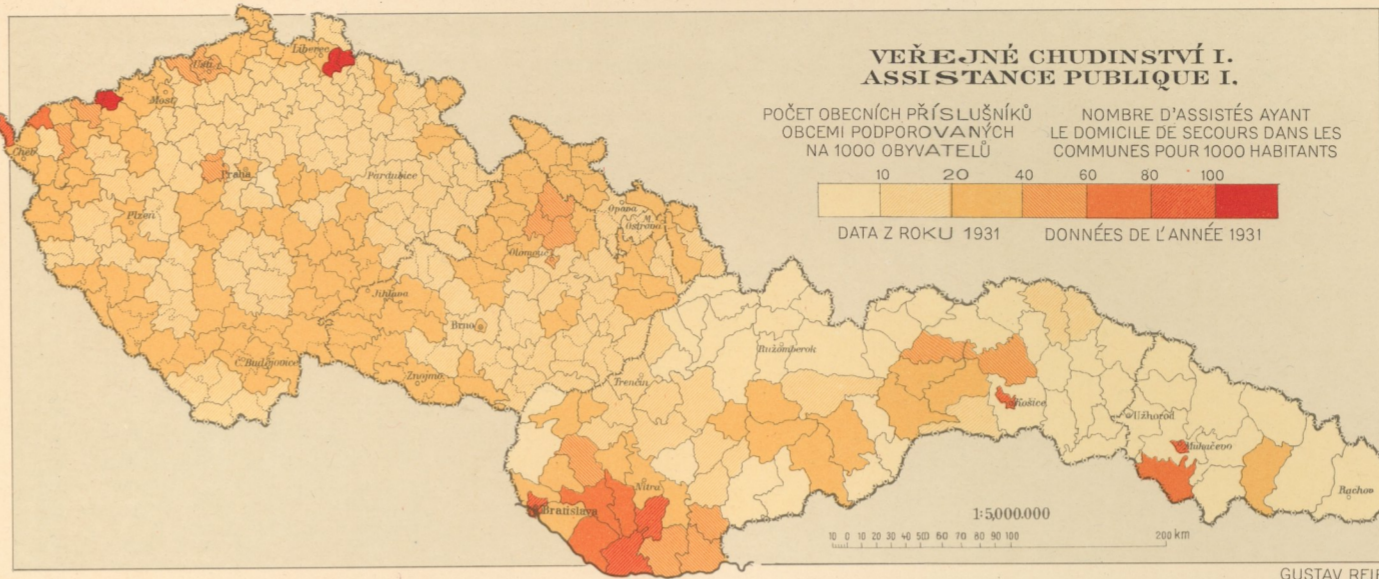 VEŘEJNÉ CHUDINSTVÍ I.
ASSISTANCE PUBLIQUE I.
POČET OBECNÍCH PŘÍSLUŠNÍKŮ
OBCEMI PODPOROVANÝCH
NA 1000 OBYVATELŮ
NOMBRE D'ASSISTÉS AYANT
LE DOMICILE DE SECOURS DANS LES
COMMUNES POUR 1000 HABITANTS
10 20 40 60 80 100
DATA Z ROKU 1931
DONNÉES DE L'ANNÉE 1931
Liberec
Ústí
Most
Cheb
Praha
Pardubice
Plzeň
Opava
Ostrava
Olomouc
Jihlava
Brno
Č. Budějovice
Znojmo
Ružomberok
Trenčín
Košice
Užhorod
Mukačevo
Nitra
Bratislava
Rachov
1:5,000.000
10 0 10 20 30 40 50 60 70 80 90 100 200 km
GUSTAV